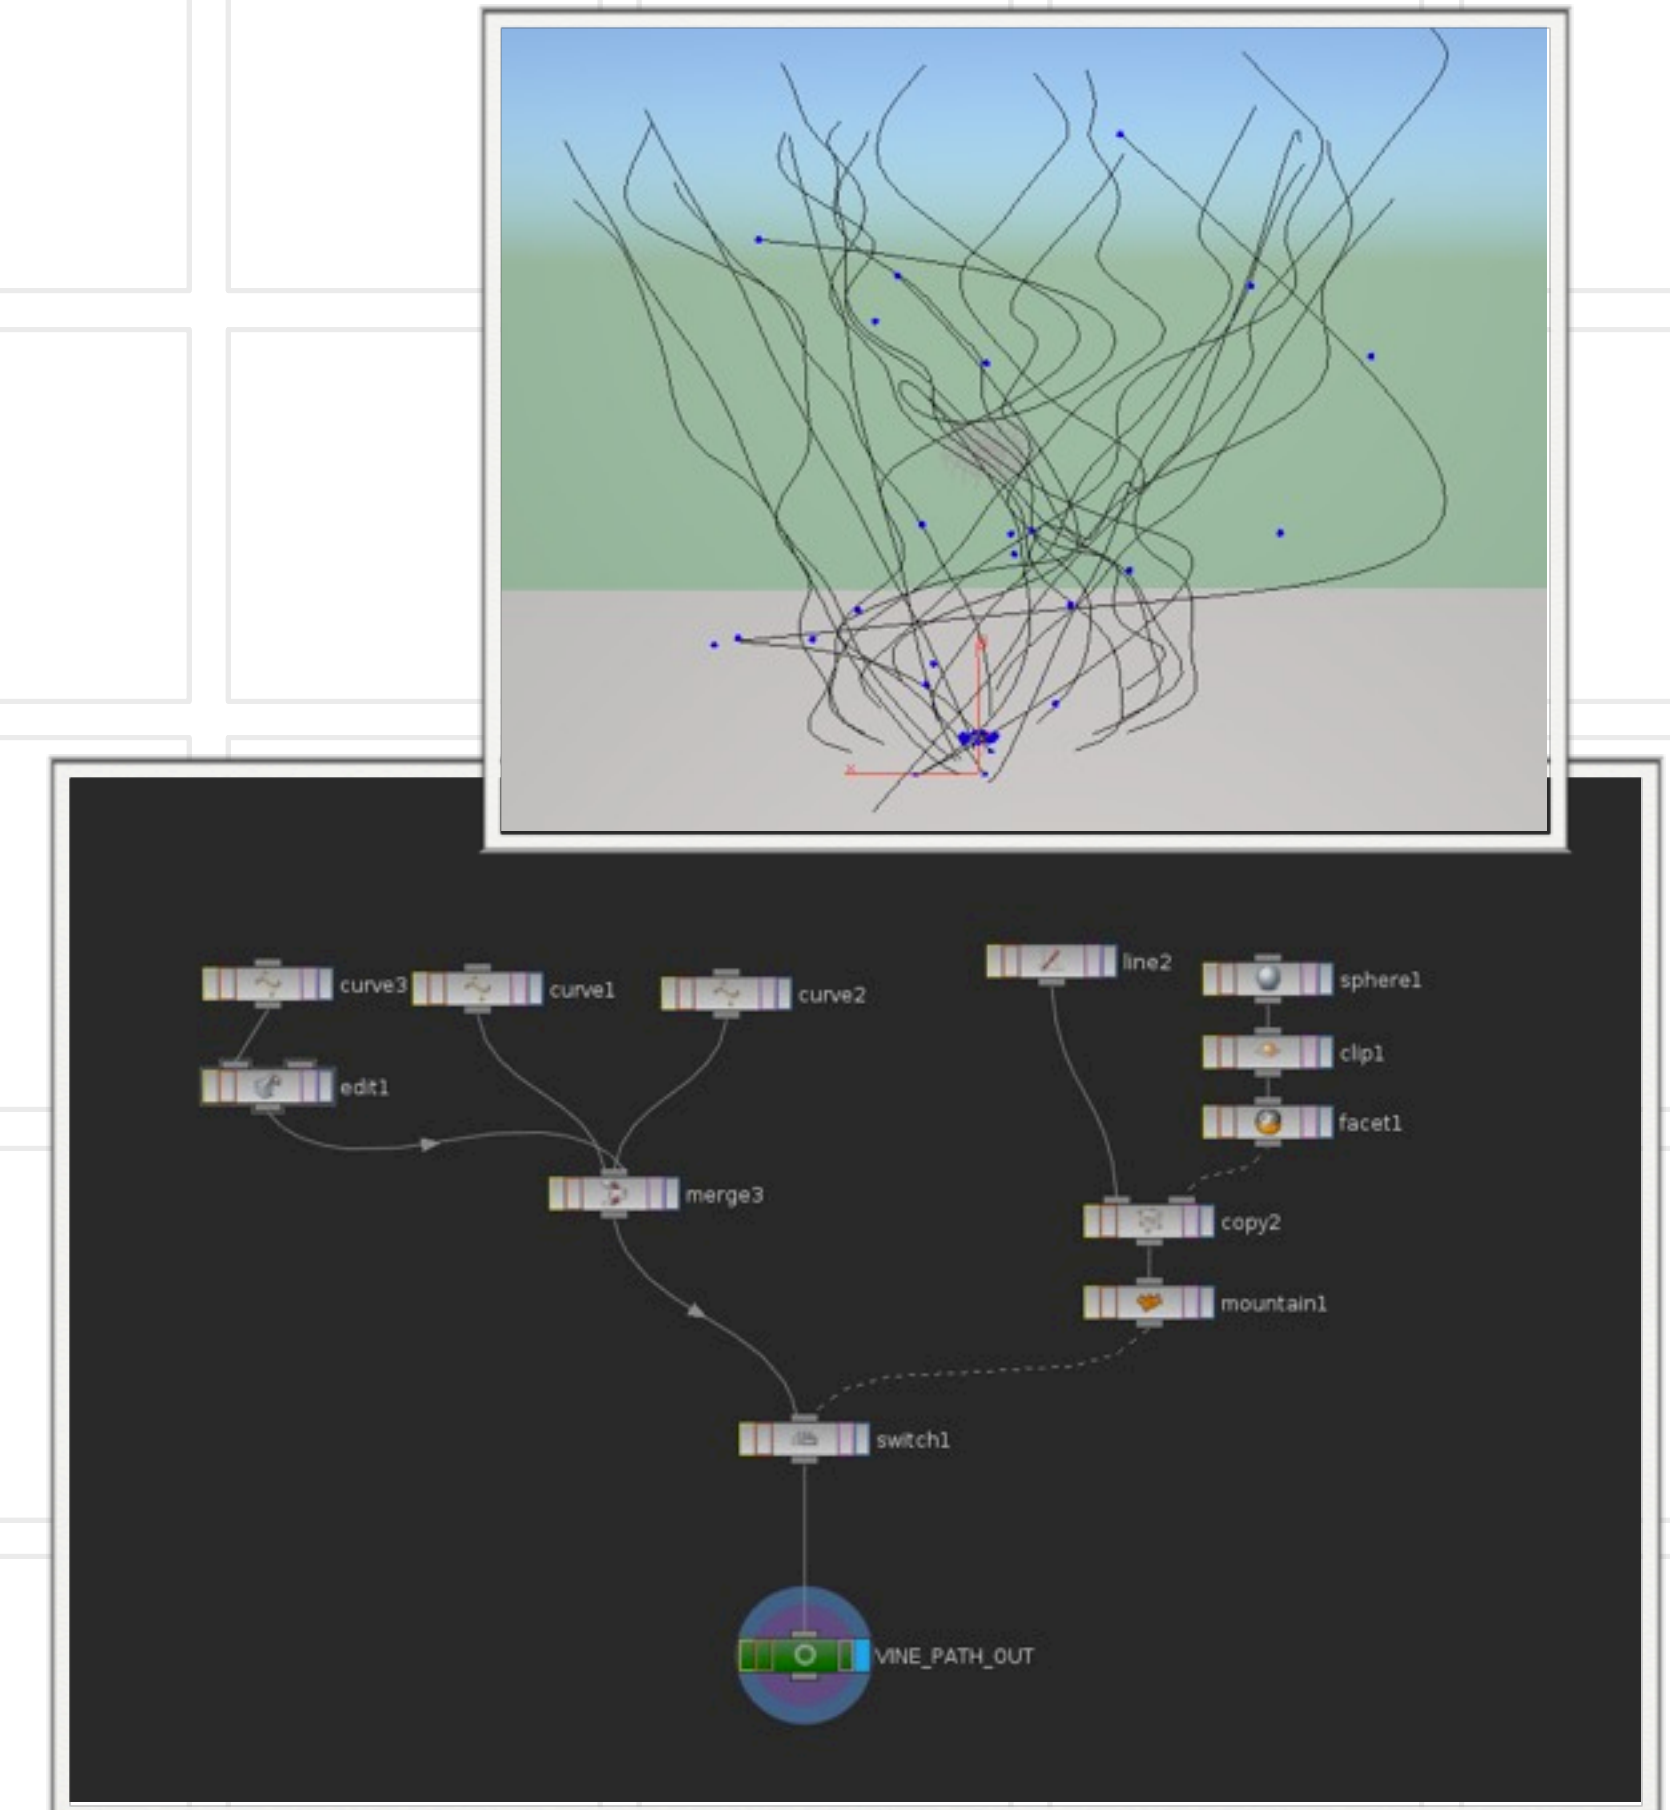 x
line2
curve3
curve1
curve2
sphere1
clip1
edit1
facet1
merge3
copy2
mountain1
switch1
VINE_PATH_OUT